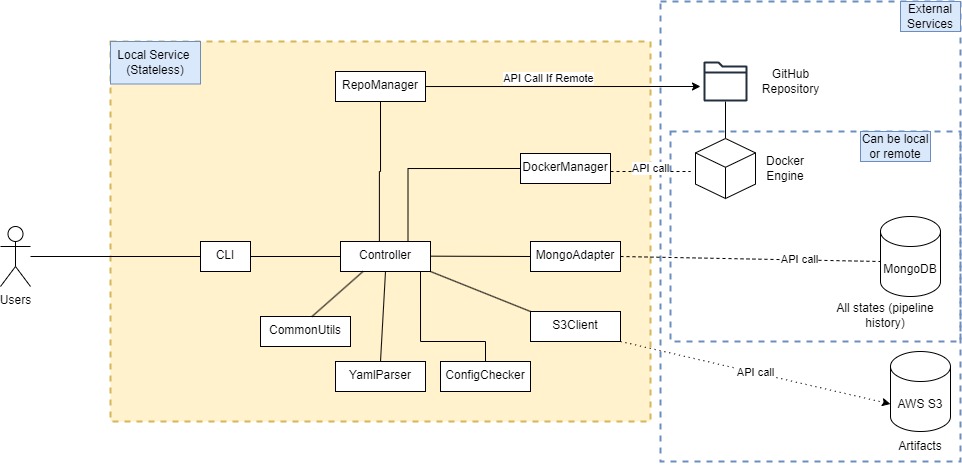 External
Services
Local Service
(Stateless)
RepoManager
API Call If Remote
GitHub
Repository
Can be local
or remote
DockerManager
API call
Docker
Engine
Users
CLI
Controller
MongoAdapter
API call
MongoDB
All states (pipeline
history)
CommonUtils
S3Client
YamlParser
ConfigChecker
API call
AWS S3
Artifacts